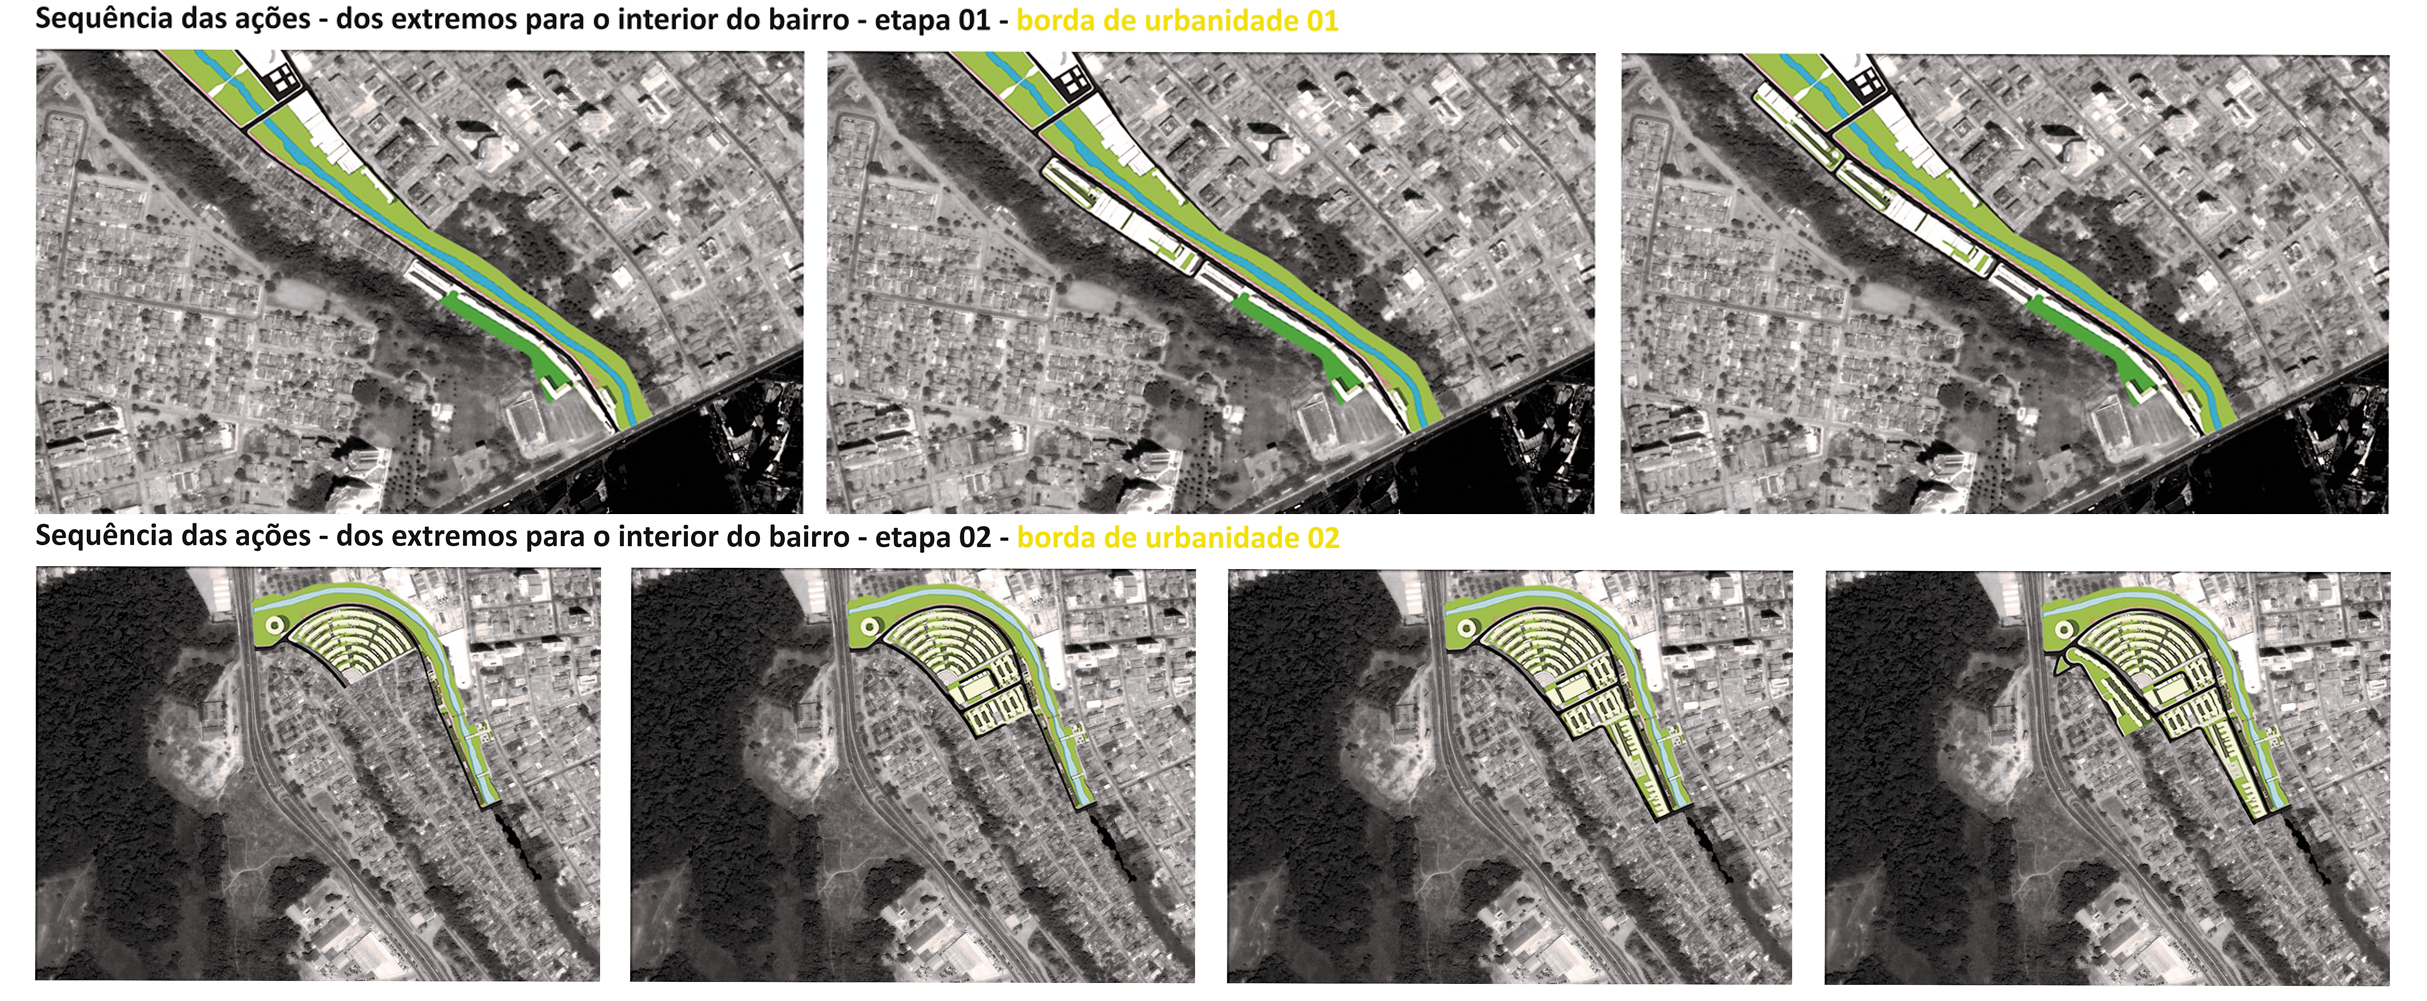 Sequência das ações - dos extremos para o interior do bairro - etapa 01 - borda de urbanidade 01
Sequência das ações - dos extremos para o interior do bairro - etapa 02 - borda de urbanidade 02